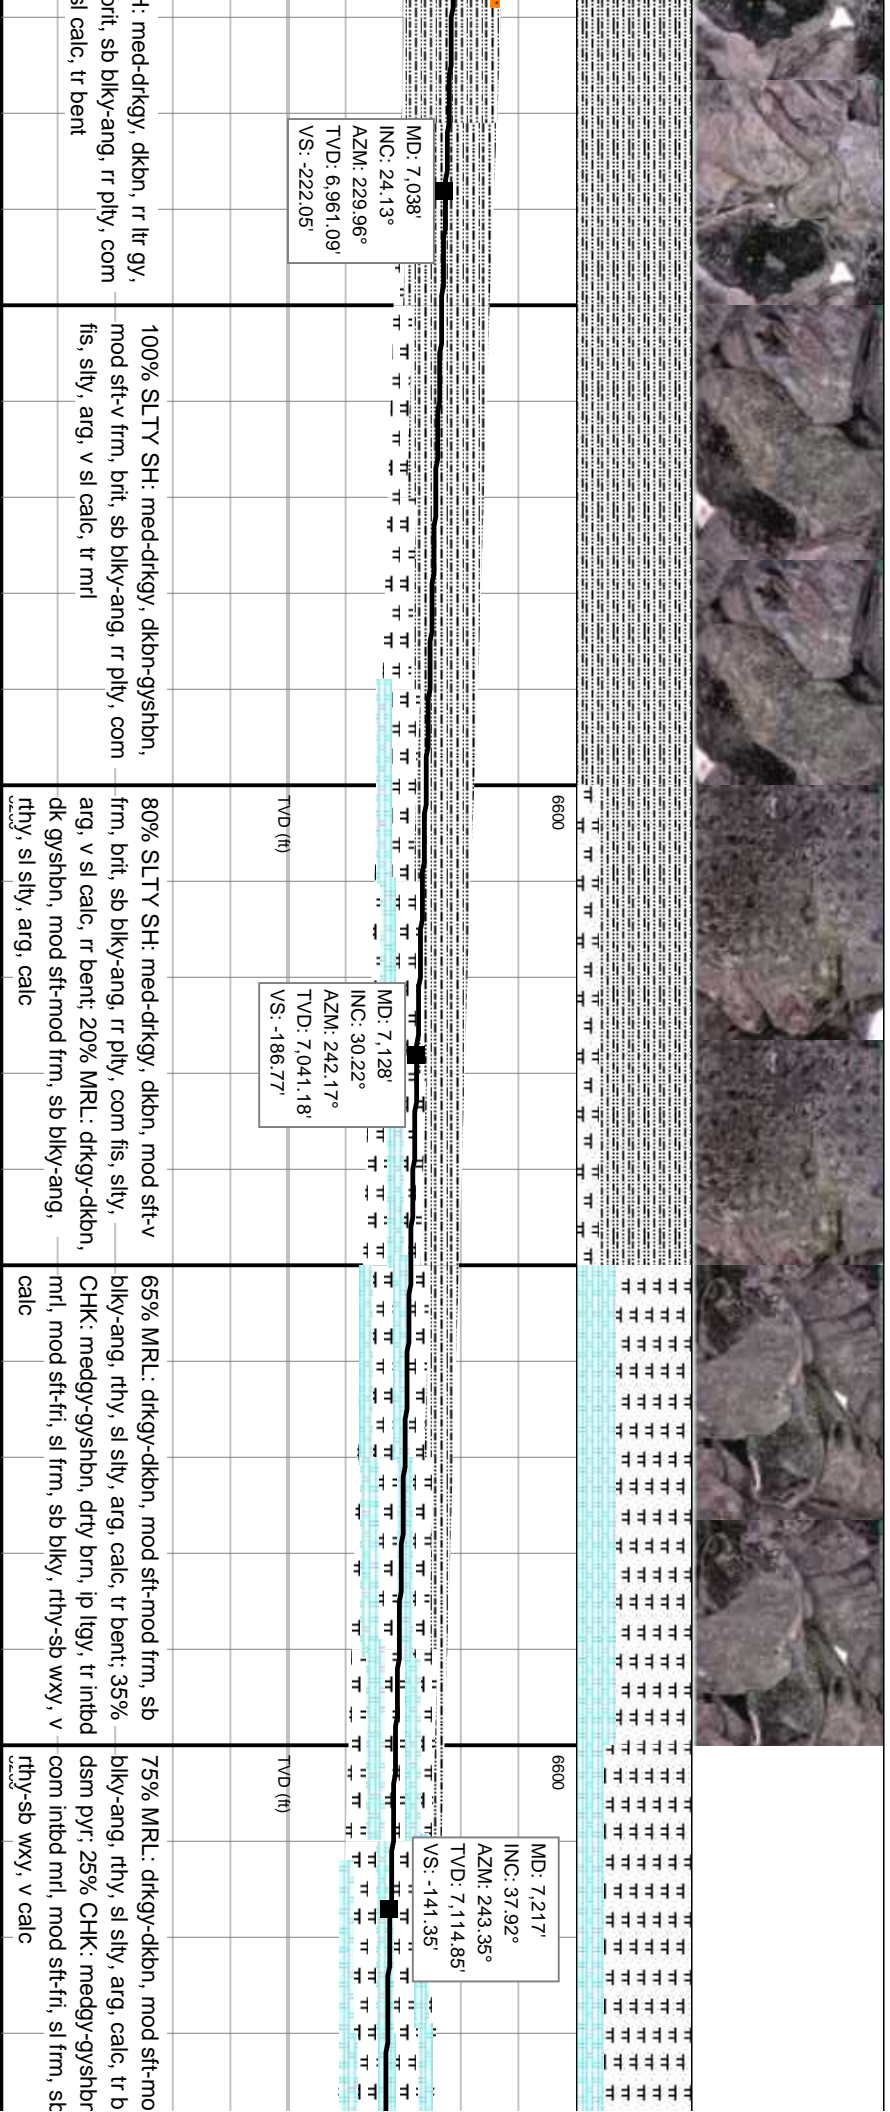 H: med-drkgy, dkbn, rr ltr gy,
brit, sb blky-ang, rr plty, com
sl calc, tr bent
MD: 7,038'
INC: 24.13°
AZM: 229.96°
TVD: 6,961.09'
VS: -222.05'
100% SLTY SH: med-drkgy, dkbn-gyshbn,
mod sft-v frm, brit, sb blky-ang, rr plty, com
fis, slty, arg, v sl calc, tr mrl
6600
TVD (ft)
80% SLTY SH: med-drkgy, dkbn, mod sft-v
frm, brit, sb blky-ang, rr plty, com fis, slty,
arg, v sl calc, rr bent; 20% MRL: drkgy-dkbn,
dk gyshbn, mod sft-mod frm, sb blky-ang,
rthy, sl slty, arg, calc
MD: 7,128'
INC: 30.22°
AZM: 242.17°
TVD: 7,041.18'
VS: -186.77'
65% MRL: drkgy-dkbn, mod sft-mod frm, sb
blky-ang, rthy, sl slty, arg, calc, tr bent; 35%
CHK: medgy-gyshbn, drty brn, ip ltgy, tr intbd
mrl, mod sft-fri, sl frm, sb blky, rthy-sb wxy, v
calc
6600
TVD (ft)
75% MRL: drkgy-dkbn, mod sft-mo
blky-ang, rthy, sl slty, arg, calc, tr b
dsm pyr; 25% CHK: medgy-gyshbn
com intbd mrl, mod sft-fri, sl frm, sb
rthy-sb wxy, v calc
MD: 7,217'
INC: 37.92°
AZM: 243.35°
TVD: 7,114.85'
VS: -141.35'